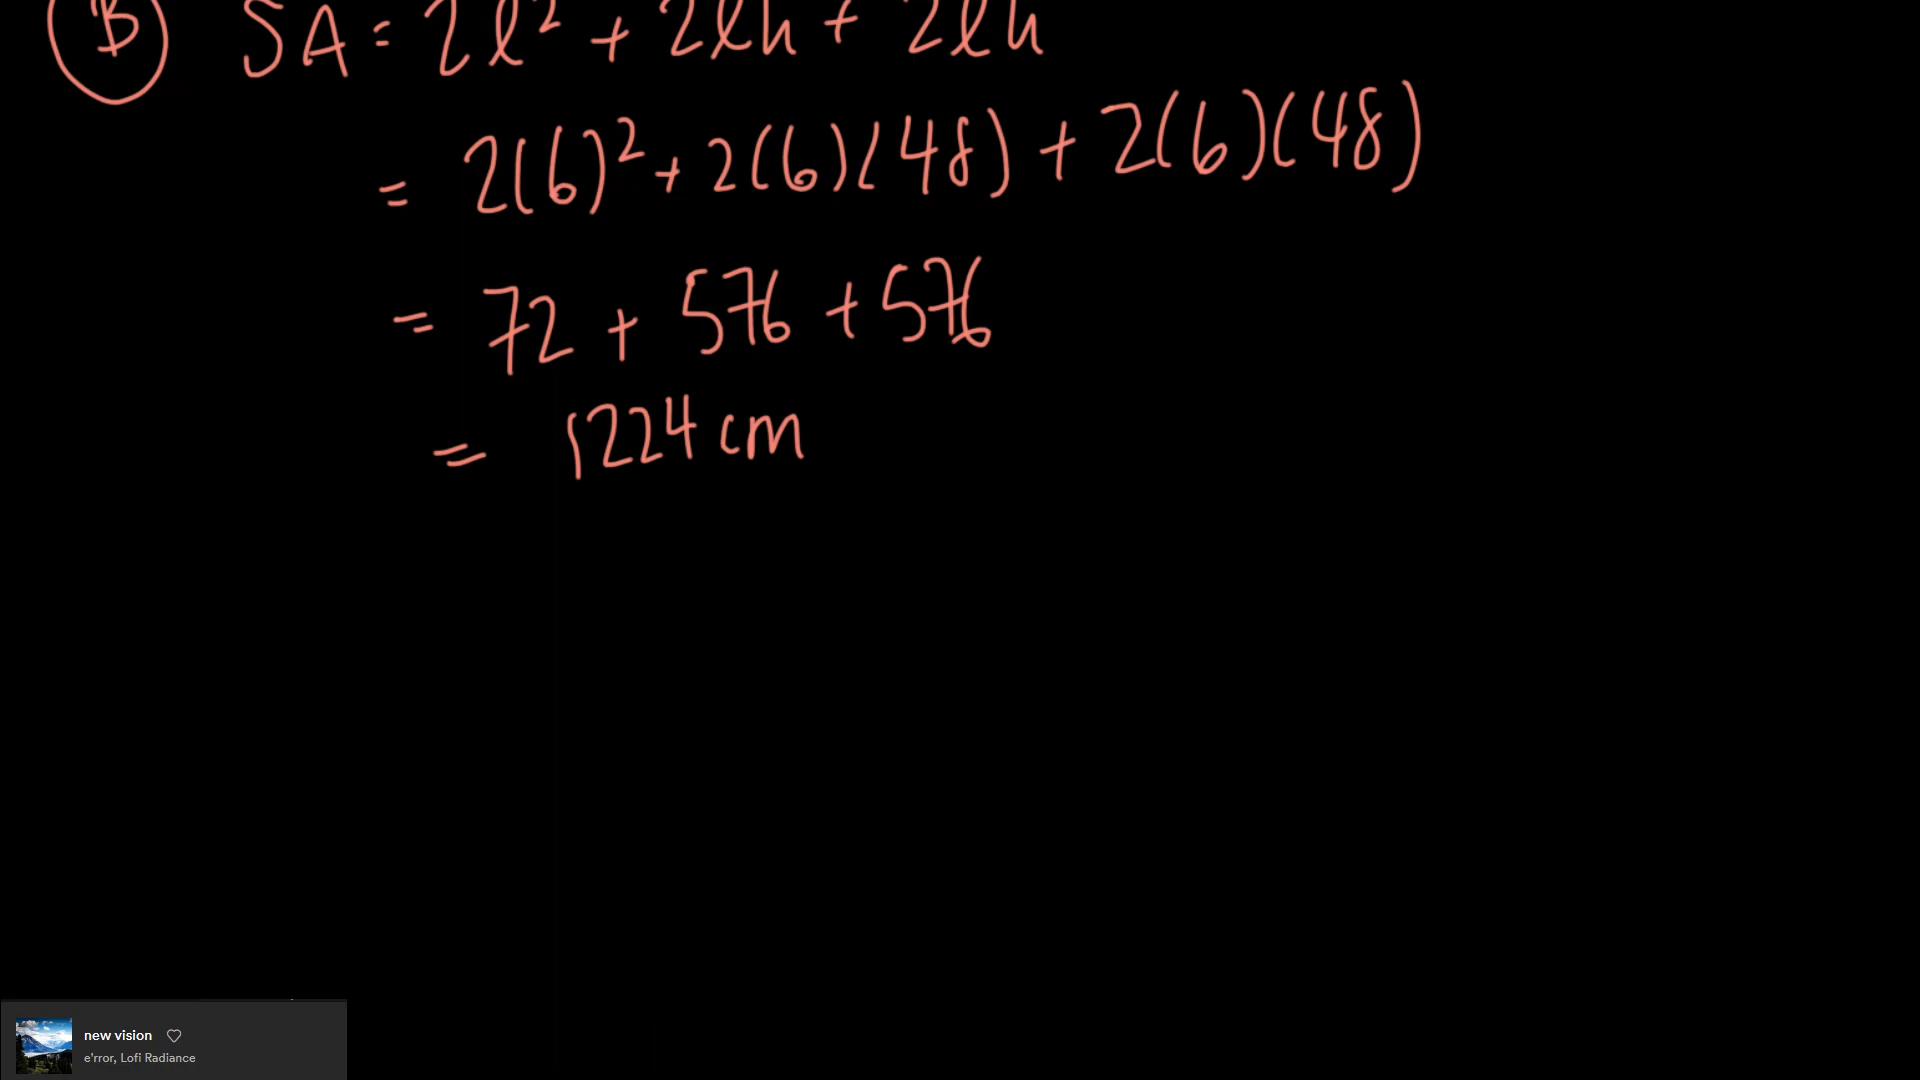 B SA = 2l² + 2lh + 2lh
= 2(6)² + 2(6)(48) + 2(6)(48)
= 72 + 576 + 576
= 1224 cm
new vision
e'rror, Lofi Radiance